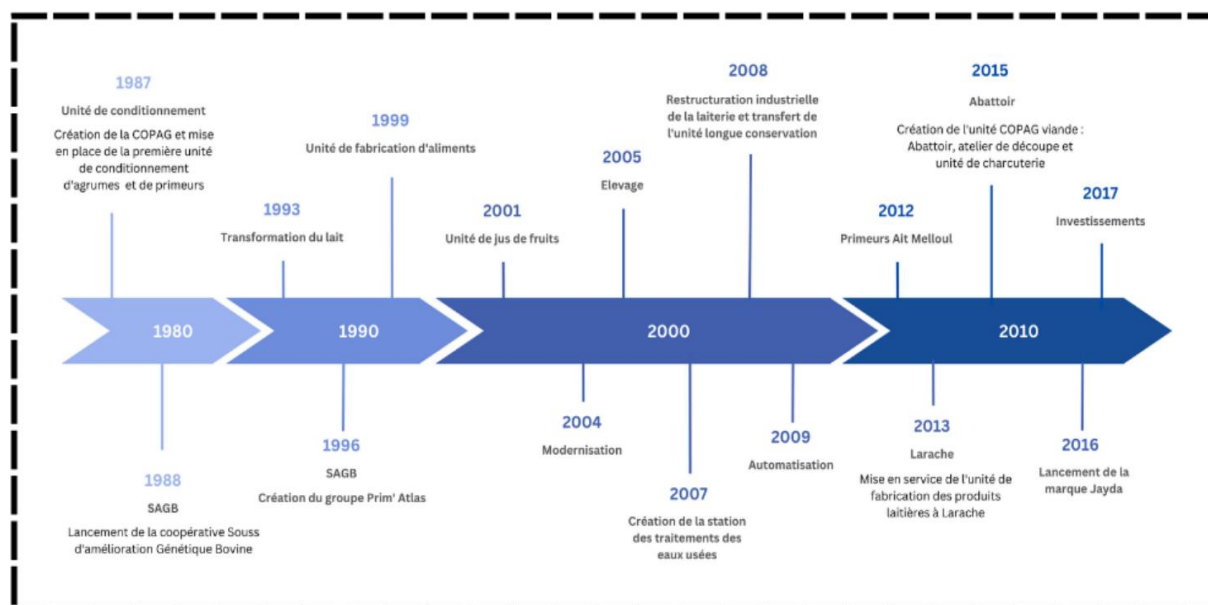 1987
Unité de conditionnement
Création de la COPAG et mise
en place de la première unité
de conditionnement
d'agrumes et de primeurs
1993
Transformation du lait
1999
Unité de fabrication d'aliments
2001
Unité de jus de fruits
2005
Elevage
2008
Restructuration industrielle
de la laiterie et transfert de
l'unité longue conservation
2012
Primeurs Ait Melloul
2015
Abattoir
Création de l'unité COPAG viande :
Abattoir, atelier de découpe et
unité de charcuterie
2017
Investissements
1980
1990
2000
2010
1988
SAGB
Lancement de la coopérative Souss
d'amélioration Génétique Bovine
1996
SAGB
Création du groupe Prim' Atlas
2004
Modernisation
2007
Création de la station
des traitements des
eaux usées
2009
Automatisation
2013
Larache
Mise en service de l'unité de
fabrication des produits
laitières à Larache
2016
Lancement de la
marque Jayda